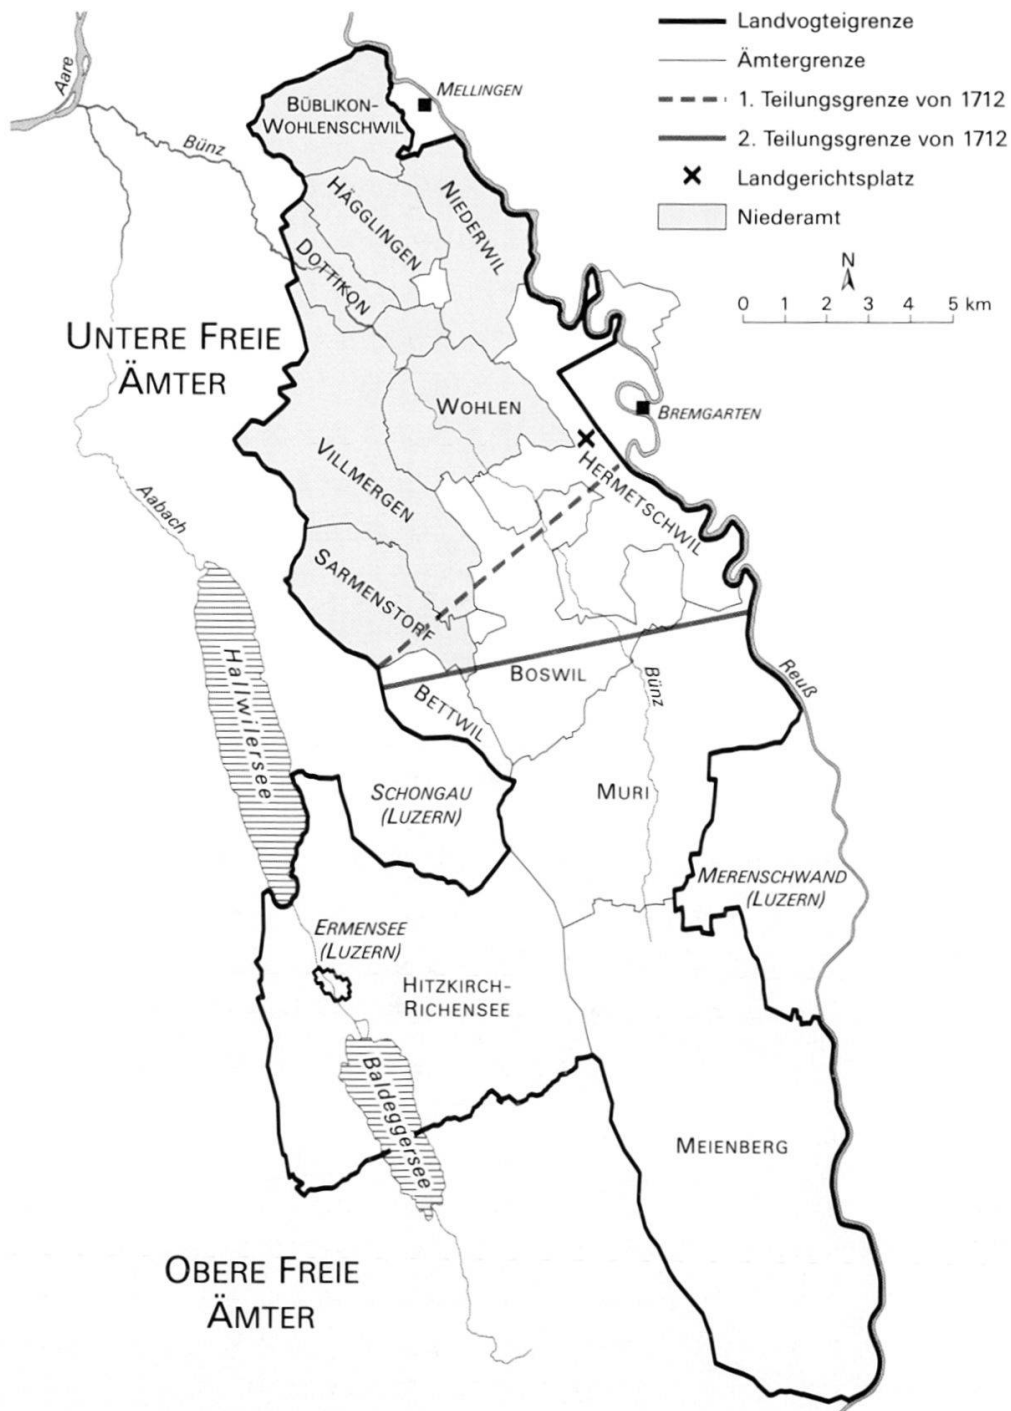 Landvogteigrenze
Ämtergrenze
1. Teilungsgrenze von 1712
2. Teilungsgrenze von 1712
Landgerichtsplatz
Niederamt
N
0 1 2 3 4 5 km
Aare
Bünz
BÜBLIKON-
WOHLENSCHWIL
MELLINGEN
HÄGGLINGEN
NIEDERWIL
DOTTIKON
UNTERE FREIE
ÄMTER
WOHLEN
BREMGARTEN
VILLMERGEN
HERMETSCHWIL
Aabach
SARMENSTORF
Hallwilersee
BOSWIL
Bünz
Reuß
BETTWIL
SCHONGAU
(LUZERN)
MURI
MERENSCHWAND
(LUZERN)
ERMENSEE
(LUZERN)
HITZKIRCH-
RICHENSEE
Baldeggersee
MEIENBERG
OBERE FREIE
ÄMTER